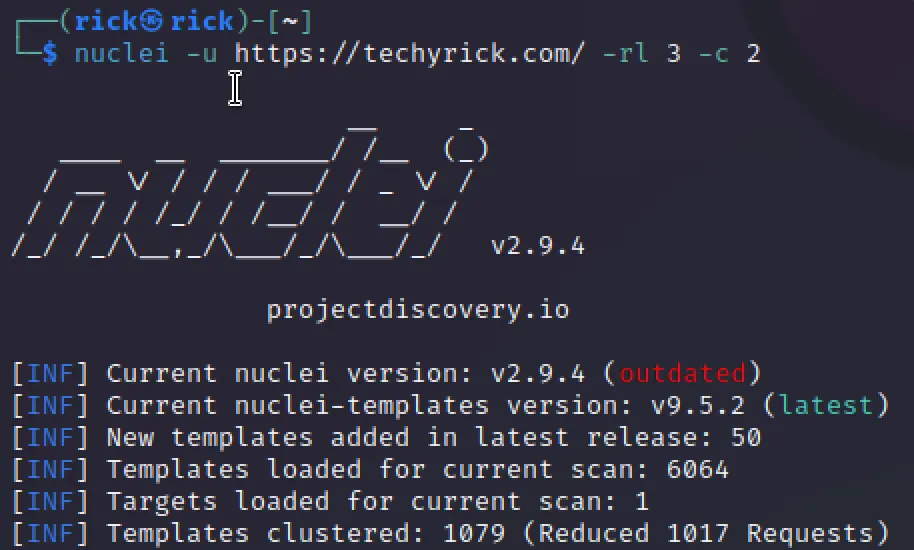 ┌──(rick㉿rick)-[~]
└─$ nuclei -u https://techyrick.com/ -rl 3 -c 2
nuclei v2.9.4
projectdiscovery.io
[INF] Current nuclei version: v2.9.4 (outdated)
[INF] Current nuclei-templates version: v9.5.2 (latest)
[INF] New templates added in latest release: 50
[INF] Templates loaded for current scan: 6064
[INF] Targets loaded for current scan: 1
[INF] Templates clustered: 1079 (Reduced 1017 Requests)